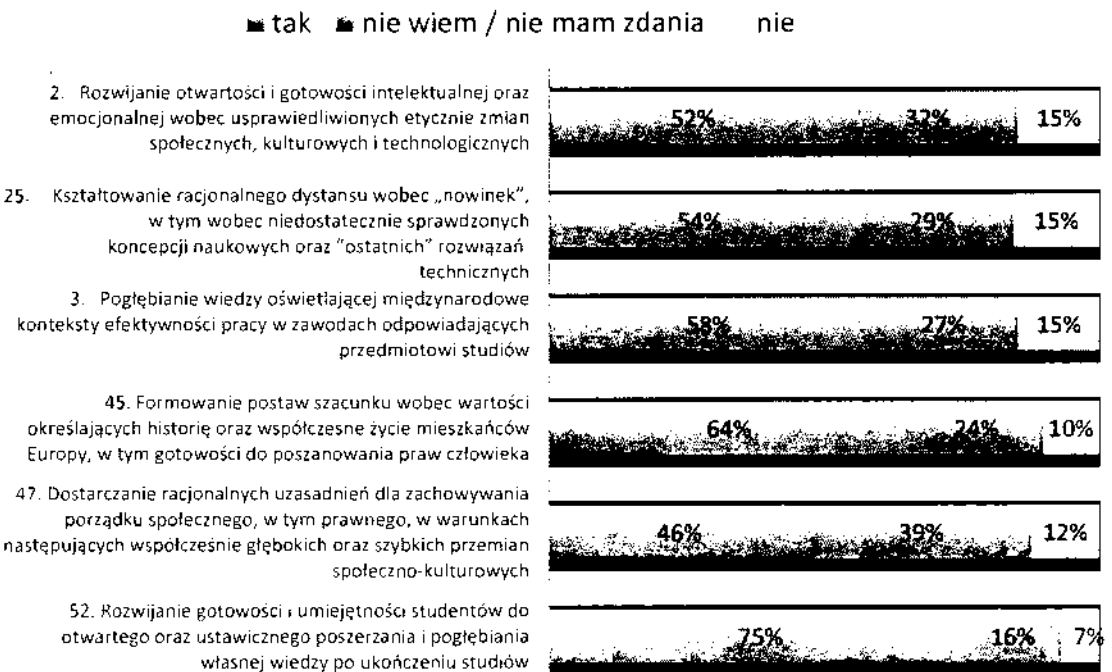 tak nie wiem / nie mam zdania nie
2. Rozwijanie otwartości i gotowości intelektualnej oraz
emocjonalnej wobec usprawiedliwionych etycznie zmian
społecznych, kulturowych i technologicznych
52% 32% 15%
25. Kształtowanie racjonalnego dystansu wobec „nowinek”,
w tym wobec niedostatecznie sprawdzonych
koncepcji naukowych oraz "ostatnich" rozwiązań
technicznych
54% 29% 15%
3. Pogłębianie wiedzy oświetlającej międzynarodowe
konteksty efektywności pracy w zawodach odpowiadających
przedmiotowi studiów
58% 27% 15%
45. Formowanie postaw szacunku wobec wartości
określających historię oraz współczesne życie mieszkańców
Europy, w tym gotowości do poszanowania praw człowieka
64% 24% 10%
47. Dostarczanie racjonalnych uzasadnień dla zachowywania
porządku społecznego, w tym prawnego, w warunkach
następujących współcześnie głębokich oraz szybkich przemian
społeczno-kulturowych
46% 39% 12%
52. Rozwijanie gotowości i umiejętności studentów do
otwartego oraz ustawicznego poszerzania i pogłębiania
własnej wiedzy po ukończeniu studiów
75% 16% 7%